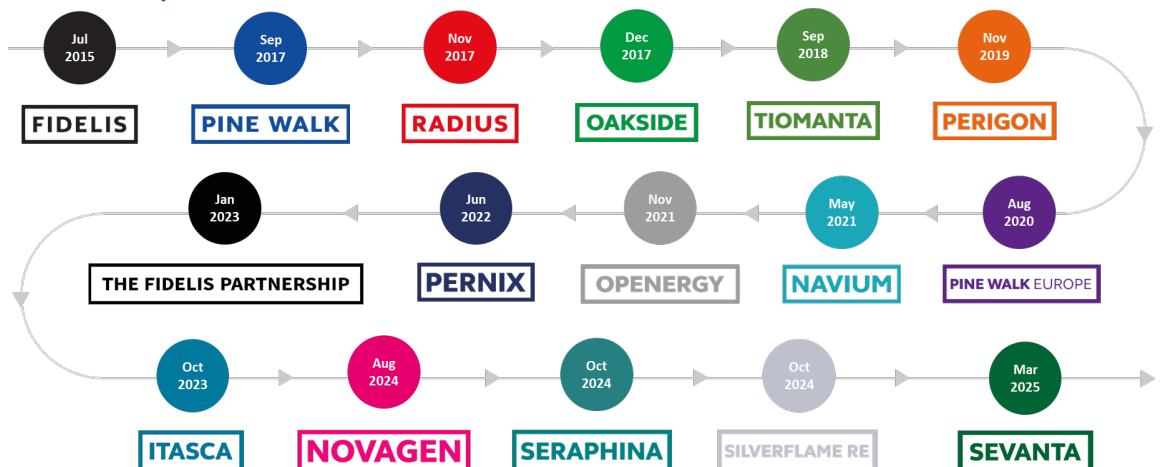 Jul
2015
Sep
2017
Nov
2017
Dec
2017
Sep
2018
Nov
2019
FIDELIS
PINE WALK
RADIUS
OAKSIDE
TIOMANTA
PERIGON
Jan
2023
Jun
2022
Nov
2021
May
2021
Aug
2020
THE FIDELIS PARTNERSHIP
PERNIX
OPENERGY
NAVIUM
PINE WALK EUROPE
Oct
2023
Aug
2024
Oct
2024
Oct
2024
Mar
2025
ITASCA
NOVAGEN
SERAPHINA
SILVERFLAME RE
SEVANTA